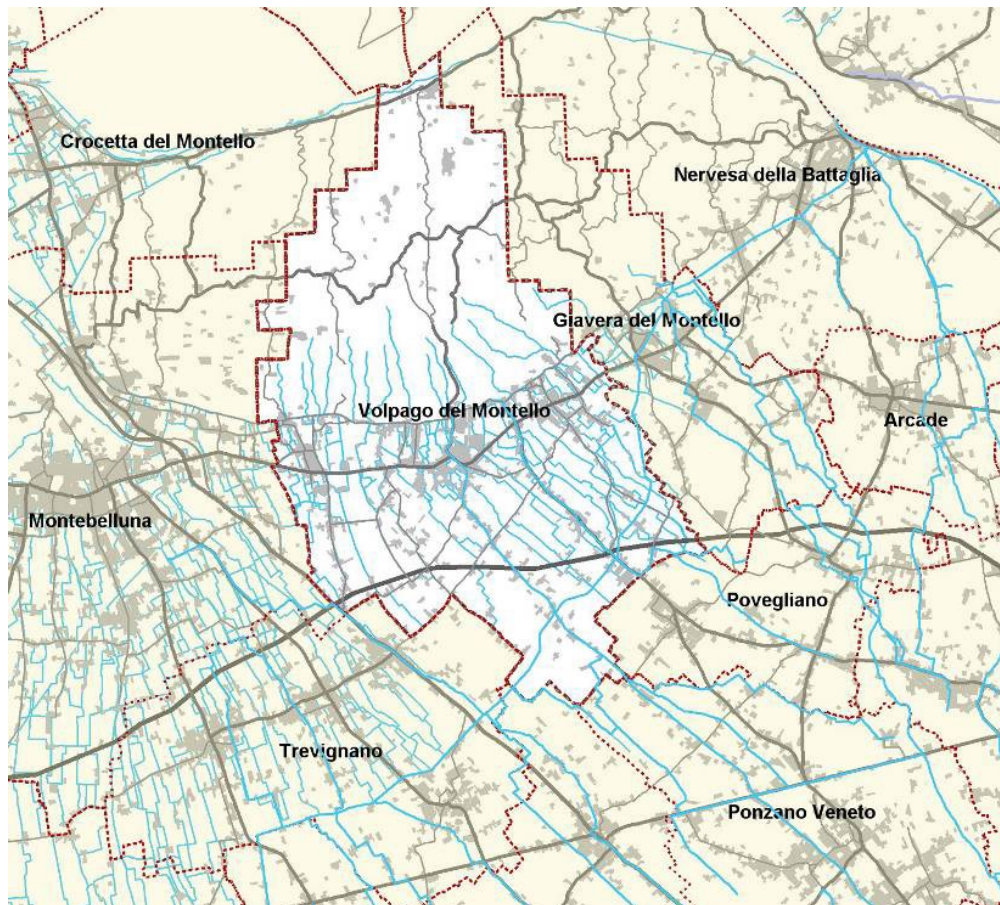 Crocetta del Montello
Nervesa della Battaglia
Giavera del Montello
Volpago del Montello
Arcade
Montebelluna
Povegliano
Trevignano
Ponzano Veneto